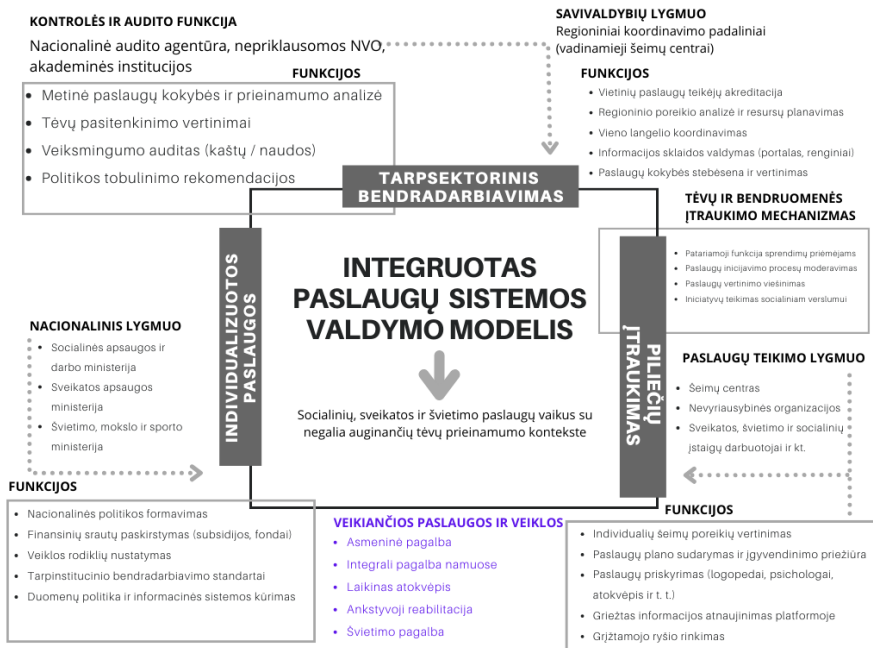 KONTROLĖS IR AUDITO FUNKCIJA
Nacionalinė audito agentūra, nepriklausomos NVO,
akademinės institucijos
FUNKCIJOS
Metinė paslaugų kokybės ir prieinamumo analizė
Tėvų pasitenkinimo vertinimai
Veiksmingumo auditas (kaštų / naudos)
Politikos tobulinimo rekomendacijos
SAVIVALDYBIŲ LYGMUO
Regioniniai koordinavimo padaliniai
(vadinamieji šeimų centrai)
FUNKCIJOS
Vietinių paslaugų teikėjų akreditacija
Regioninio poreikio analizė ir resursų planavimas
Vieno langelio koordinavimas
Informacijos sklaidos valdymas (portalas, renginiai)
Paslaugų kokybės stebėsena ir vertinimas
TARPSEKTORINIS
BENDRADARBIAVIMAS
TĖVŲ IR BENDRUOMENĖS
ĮTRAUKIMO MECHANIZMAS
Patariamoji funkcija sprendimų priėmėjams
Paslaugų inicijavimo procesų moderavimas
Paslaugų vertinimo viešinimas
Iniciatyvų teikimas socialiniam verslumui
INDIVIDUALIZUOTOS
PASLAUGOS
INTEGRUOTAS
PASLAUGŲ SISTEMOS
VALDYMO MODELIS
Socialinių, sveikatos ir švietimo paslaugų vaikus su
negalia auginančių tėvų prieinamumo kontekste
PILIEČIŲ
ĮTRAUKIMAS
NACIONALINIS LYGMUO
Socialinės apsaugos ir
darbo ministerija
Sveikatos apsaugos
ministerija
Švietimo, mokslo ir sporto
ministerija
PASLAUGŲ TEIKIMO LYGMUO
Šeimų centras
Nevyriausybinės organizacijos
Sveikatos, švietimo ir socialinių
įstaigų darbuotojai ir kt.
FUNKCIJOS
Nacionalinės politikos formavimas
Finansinių srautų paskirstymas (subsidijos, fondai)
Veiklos rodiklių nustatymas
Tarpinstitucinio bendradarbiavimo standartai
Duomenų politika ir informacinės sistemos kūrimas
VEIKIANČIOS PASLAUGOS IR VEIKLOS
Asmeninė pagalba
Integrali pagalba namuose
Laikinas atokvėpis
Ankstyvoji reabilitacija
Švietimo pagalba
FUNKCIJOS
Individualių šeimų poreikių vertinimas
Paslaugų plano sudarymas ir įgyvendinimo priežiūra
Paslaugų priskyrimas (logopedai, psichologai,
atokvėpis ir t. t.)
Griežtas informacijos atnaujinimas platformoje
Grįžtamojo ryšio rinkimas